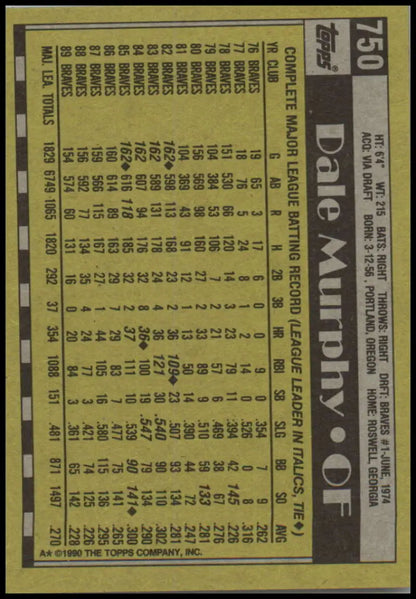 750
Topps®
Dale Murphy • OF
HT: 6'4" WT: 215 BATS: RIGHT THROWS: RIGHT DRFT: BRAVES #1-JUNE, 1974
ACQ: VIA DRAFT BORN: 3-12-56, PORTLAND, OREGON HOME: ROSWELL, GEORGIA
COMPLETE MAJOR LEAGUE BATTING RECORD (LEAGUE LEADER IN ITALICS, TIE♦)
YR CLUB G AB R H 2B 3B HR RBI SB SLG BB SO AVG
76 BRAVES 19 65 3 17 6 0 0 9 0 .354 7 9 .262
77 BRAVES 18 76 5 24 8 1 2 14 0 .526 0 8 .316
78 BRAVES 151 530 66 120 14 3 23 79 11 .394 42 145 .226
79 BRAVES 104 384 53 106 7 2 21 57 6 .469 38 67 .276
80 BRAVES 156 569 98 160 27 2 33 89 9 .510 59 133 .281
81 BRAVES 104 369 43 91 12 1 13 50 14 .390 44 72 .247
82 BRAVES 162♦ 598 113 168 23 2 36 109♦ 23 .507 93 134 .281
83 BRAVES 162 589 131 178 24 4 36 121 30 .540 90 110 .302
84 BRAVES 162♦ 607 94 176 32 8 36♦ 100 19 .547 79 134 .290
85 BRAVES 162♦ 616 118 185 32 2 37 111 10 .539 90 141♦ .300
86 BRAVES 160 614 89 163 29 7 29 83 7 .477 75 141 .265
87 BRAVES 159 566 115 167 27 1 44 105 16 .580 115 136 .295
88 BRAVES 156 592 77 134 35 4 24 77 3 .421 74 125 .226
89 BRAVES 154 574 60 131 16 0 20 84 3 .361 65 142 .228
MAJ. LEA. TOTALS 1829 6749 1065 1820 292 37 354 1088 151 .481 871 1497 .270
A★ ©1990 THE TOPPS COMPANY, INC.